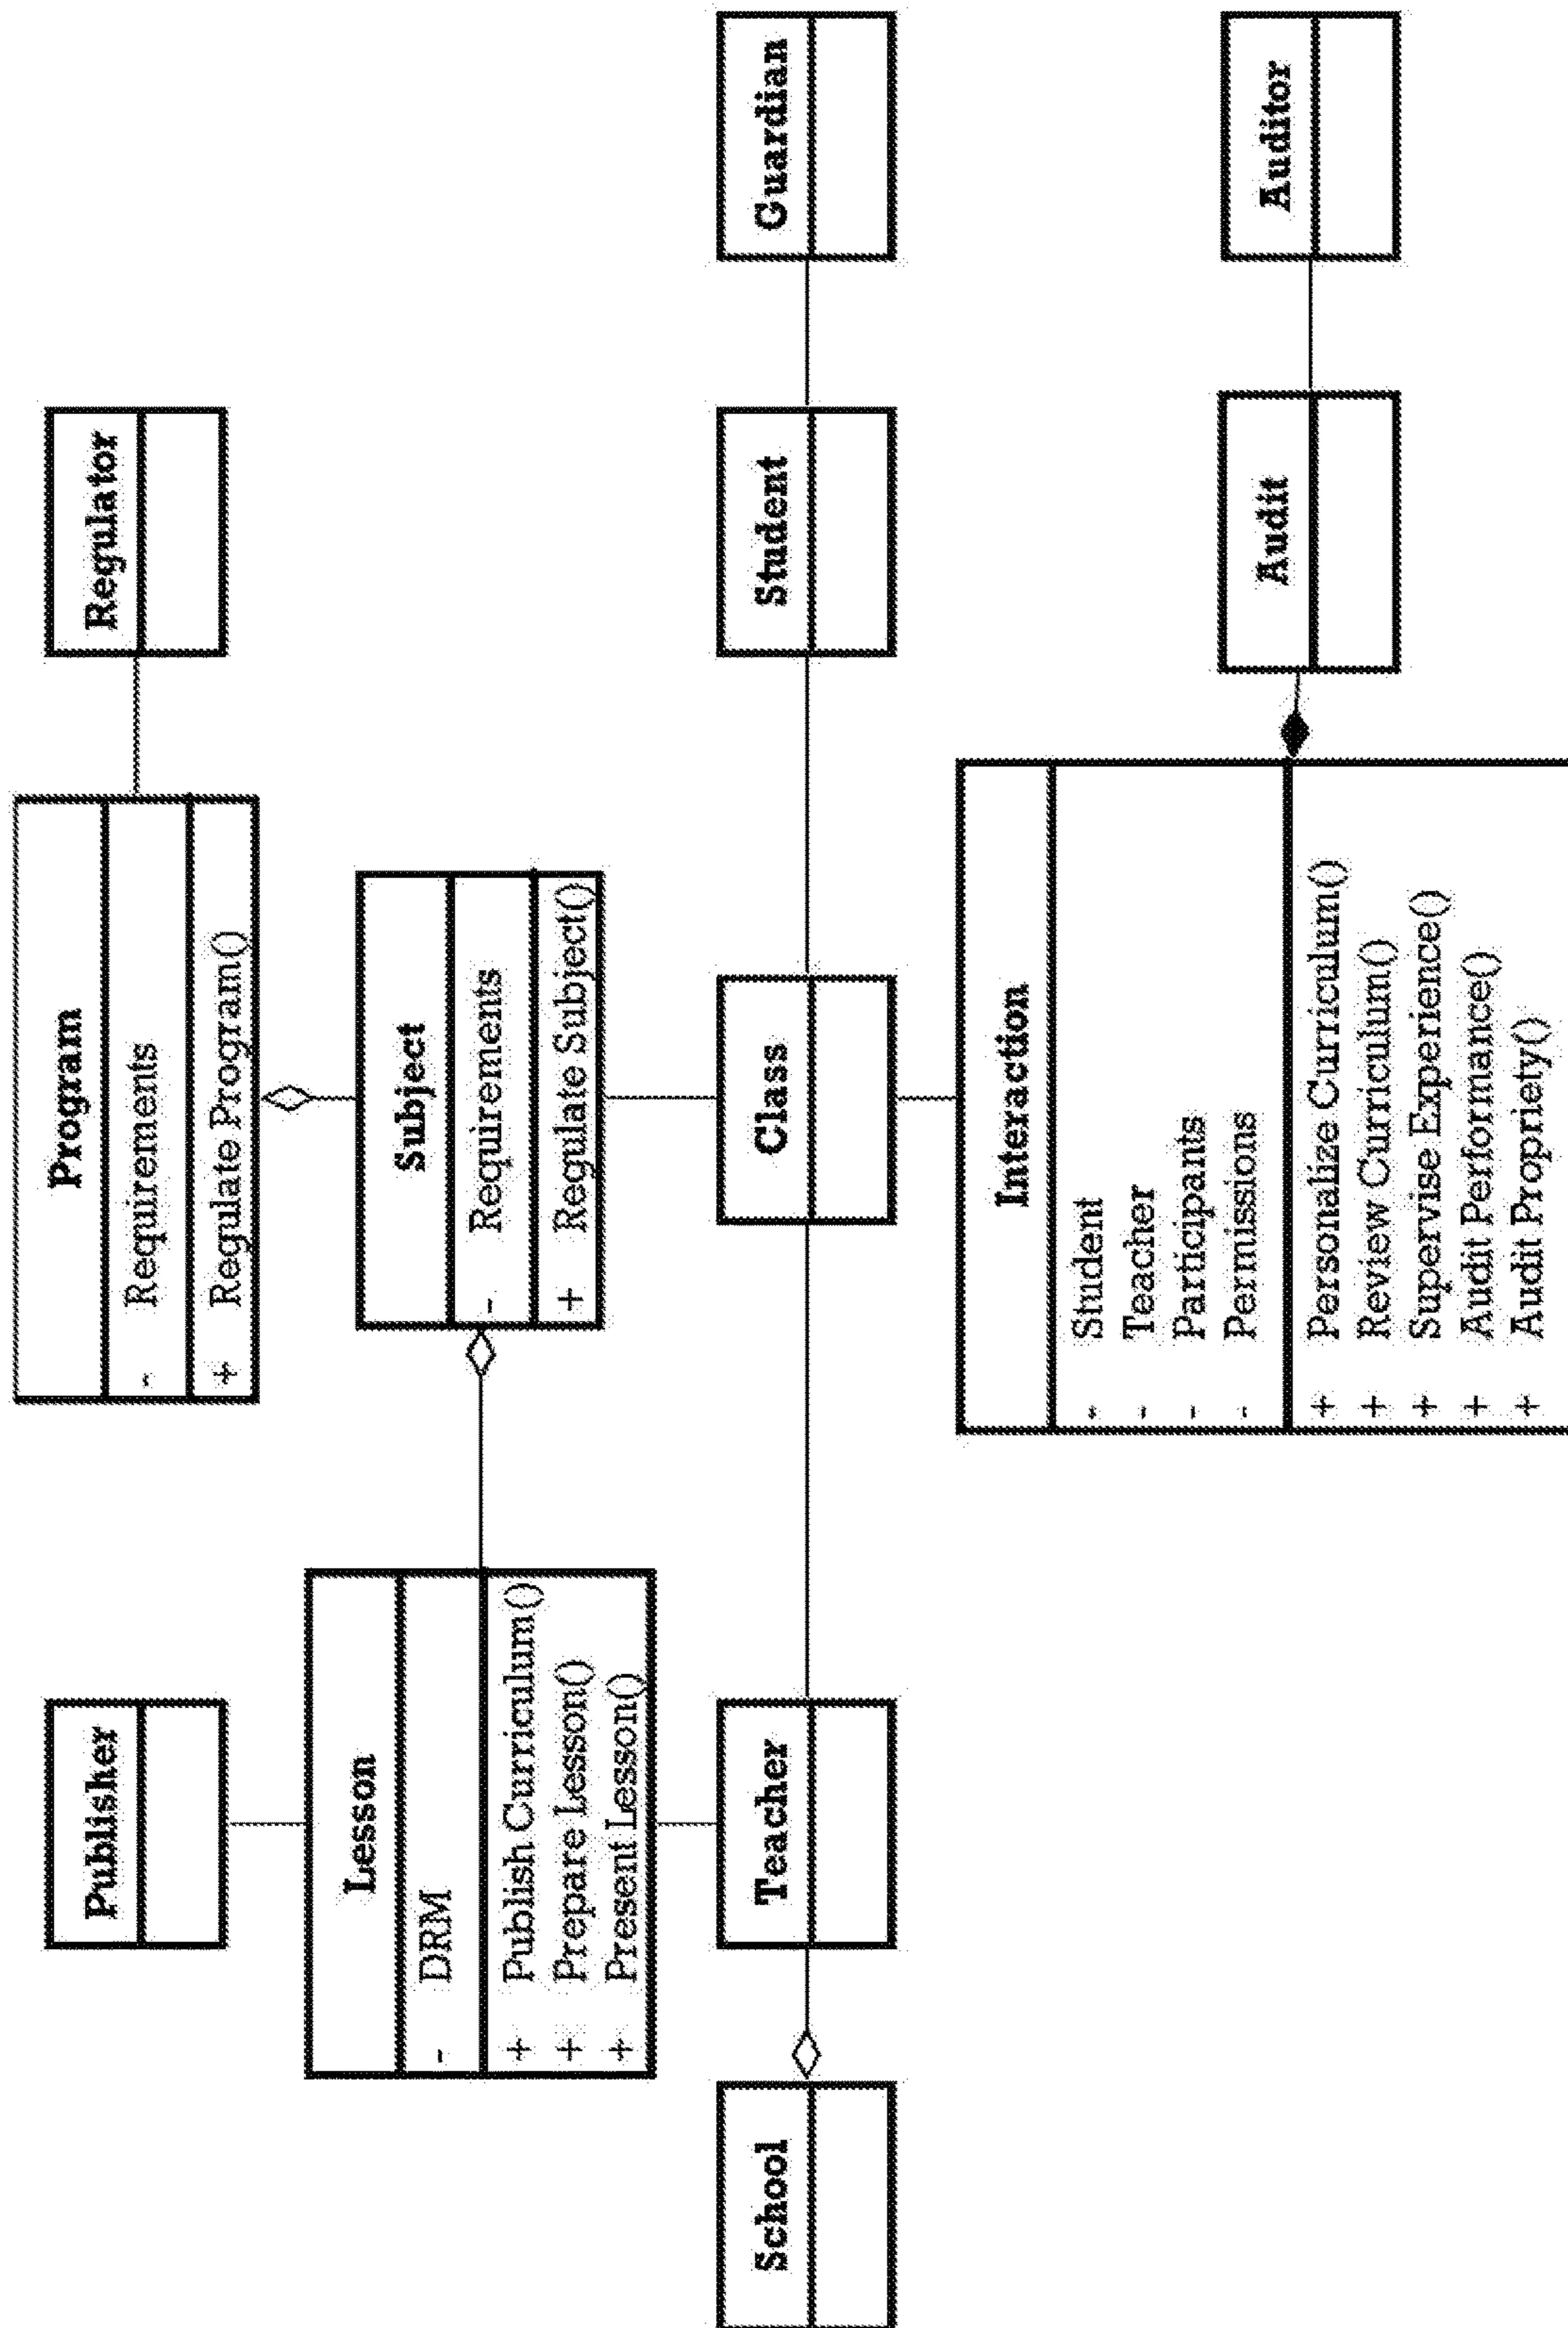 Publisher
Program
- Requirements
+ Regulate Program()
Regulator
Lesson
- DRM
+ Publish Curriculum()
+ Prepare Lesson()
+ Present Lesson()
Subject
- Requirements
+ Regulate Subject()
School
Teacher
Class
Student
Guardian
Interaction
- Student
- Teacher
- Participants
- Permissions
+ Personalize Curriculum()
+ Review Curriculum()
+ Supervise Experience()
+ Audit Performance()
+ Audit Propriety()
Audit
Auditor